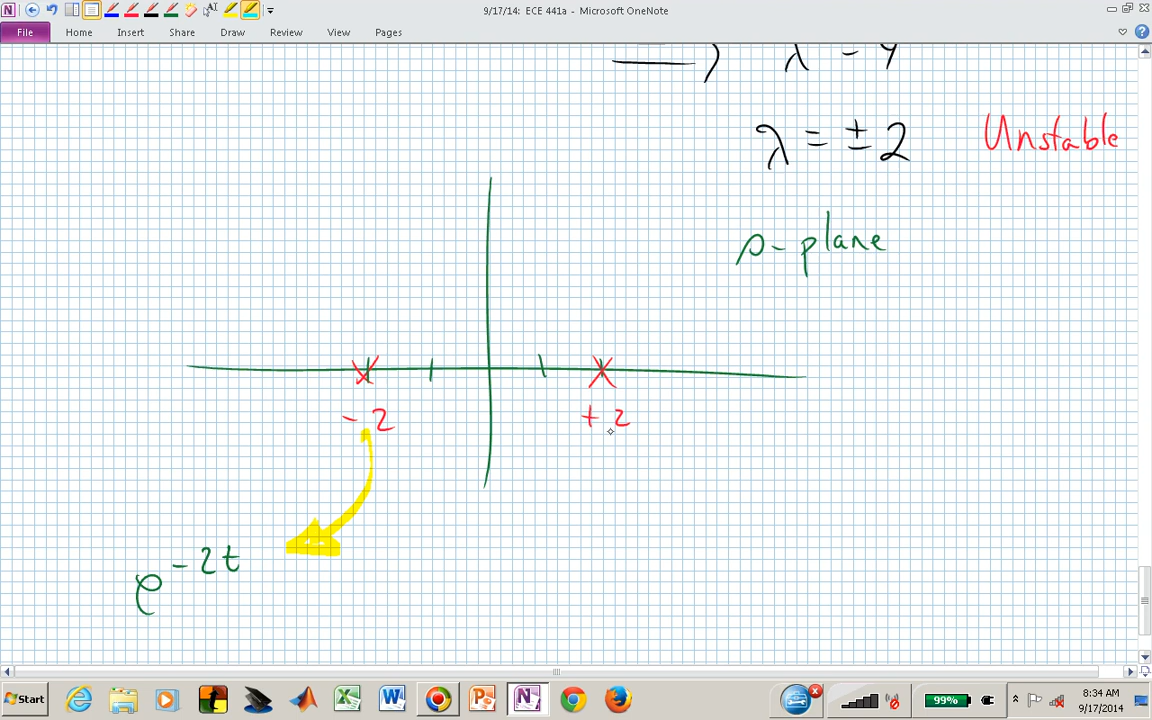 9/17/14: ECE 441a - Microsoft OneNote
File Home Insert Share Draw Review View Pages
λ = ± 2 Unstable
s-plane
-2 +2
e^-2t
Start
99%
8:34 AM
9/17/2014